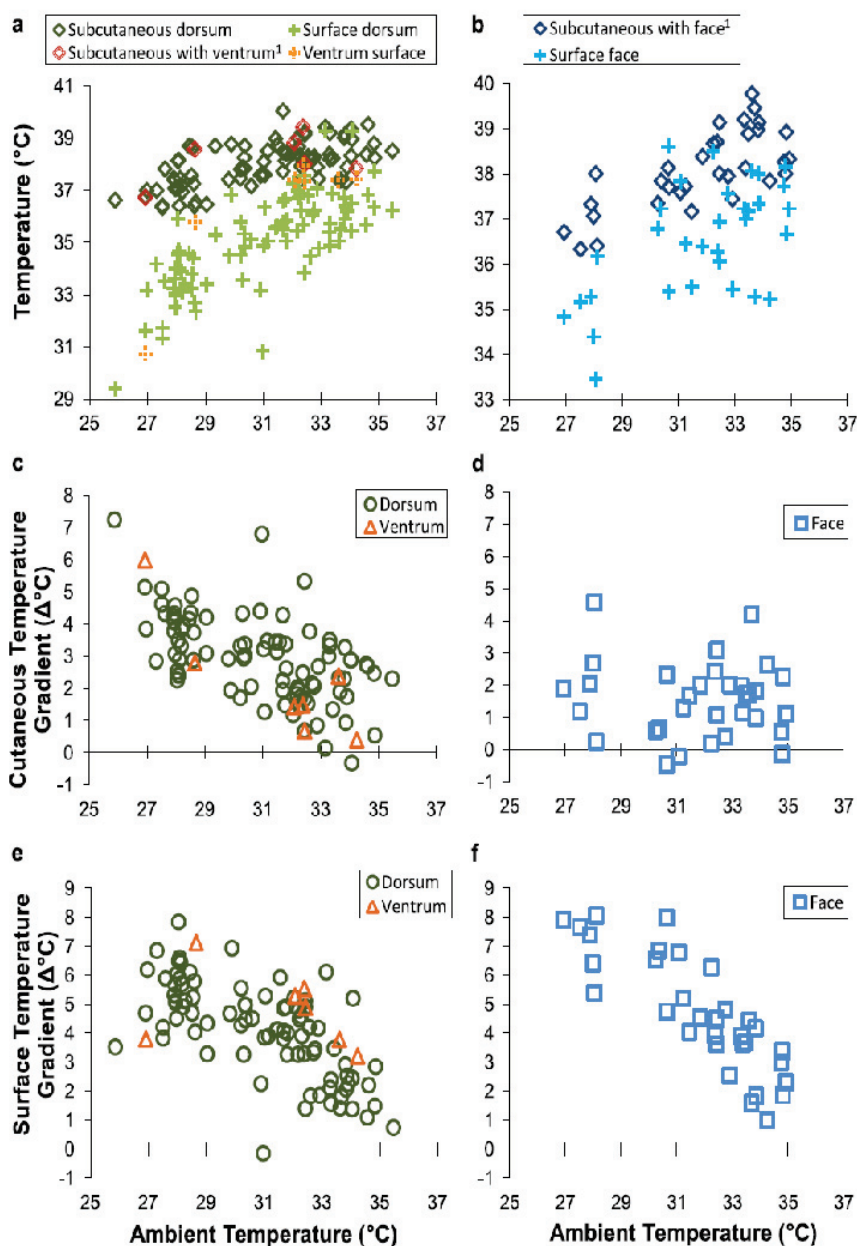 a
Subcutaneous dorsum
Surface dorsum
Subcutaneous with ventrum¹
Ventrum surface
Temperature (°C)
41
39
37
35
33
31
29
25 27 29 31 33 35 37
b
Subcutaneous with face¹
Surface face
40
39
38
37
36
35
34
33
25 27 29 31 33 35 37
c
Dorsum
Ventrum
Cutaneous Temperature
Gradient (Δ°C)
8
7
6
5
4
3
2
1
0
-1
25 27 29 31 33 35 37
d
Face
8
7
6
5
4
3
2
1
0
-1
25 27 29 31 33 35 37
e
Dorsum
Ventrum
Surface Temperature
Gradient (Δ°C)
9
8
7
6
5
4
3
2
1
0
-1
25 27 29 31 33 35 37
Ambient Temperature (°C)
f
Face
9
8
7
6
5
4
3
2
1
0
-1
25 27 29 31 33 35 37
Ambient Temperature (°C)